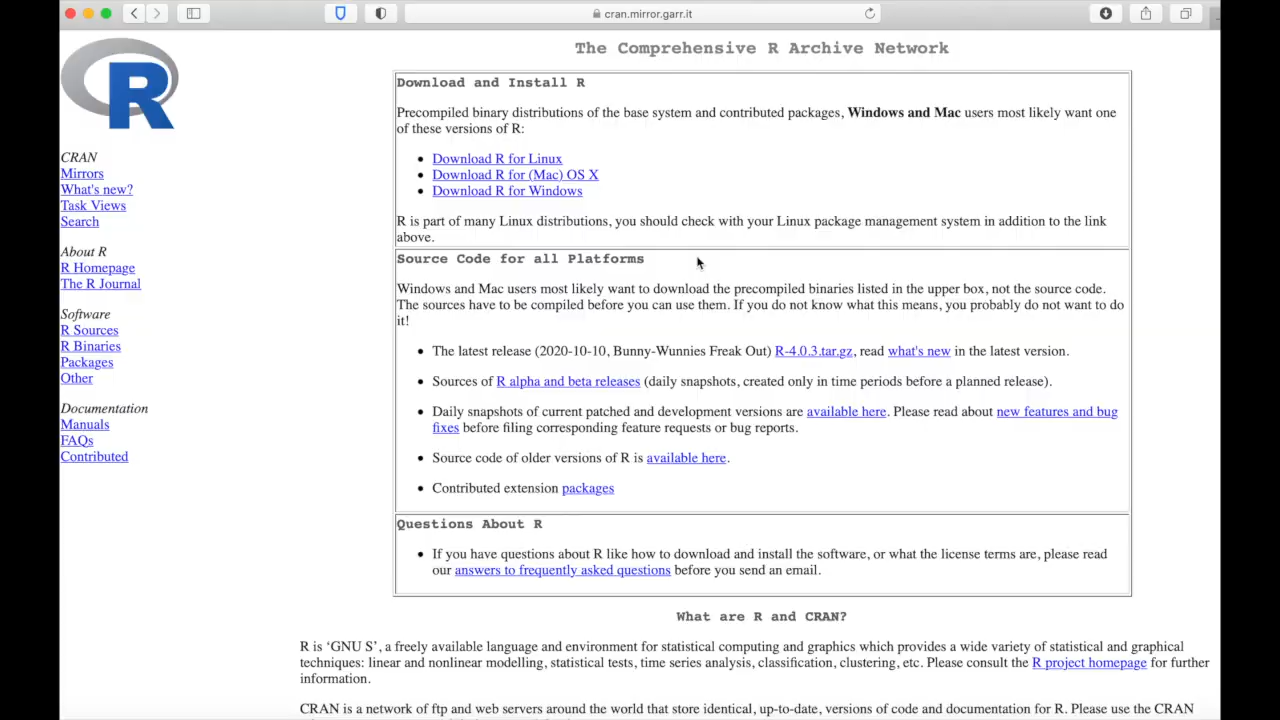 cran.mirror.garr.it
The Comprehensive R Archive Network
R
CRAN
Mirrors
What's new?
Task Views
Search
About R
R Homepage
The R Journal
Software
R Sources
R Binaries
Packages
Other
Documentation
Manuals
FAQs
Contributed
Download and Install R
Precompiled binary distributions of the base system and contributed packages, Windows and Mac users most likely want one
of these versions of R:
• Download R for Linux
• Download R for (Mac) OS X
• Download R for Windows
R is part of many Linux distributions, you should check with your Linux package management system in addition to the link
above.
Source Code for all Platforms
Windows and Mac users most likely want to download the precompiled binaries listed in the upper box, not the source code.
The sources have to be compiled before you can use them. If you do not know what this means, you probably do not want to do
it!
• The latest release (2020-10-10, Bunny-Wunnies Freak Out) R-4.0.3.tar.gz, read what's new in the latest version.
• Sources of R alpha and beta releases (daily snapshots, created only in time periods before a planned release).
• Daily snapshots of current patched and development versions are available here. Please read about new features and bug
fixes before filing corresponding feature requests or bug reports.
• Source code of older versions of R is available here.
• Contributed extension packages
Questions About R
• If you have questions about R like how to download and install the software, or what the license terms are, please read
our answers to frequently asked questions before you send an email.
What are R and CRAN?
R is ‘GNU S’, a freely available language and environment for statistical computing and graphics which provides a wide variety of statistical and graphical
techniques: linear and nonlinear modelling, statistical tests, time series analysis, classification, clustering, etc. Please consult the R project homepage for further
information.
CRAN is a network of ftp and web servers around the world that store identical, up-to-date, versions of code and documentation for R. Please use the CRAN